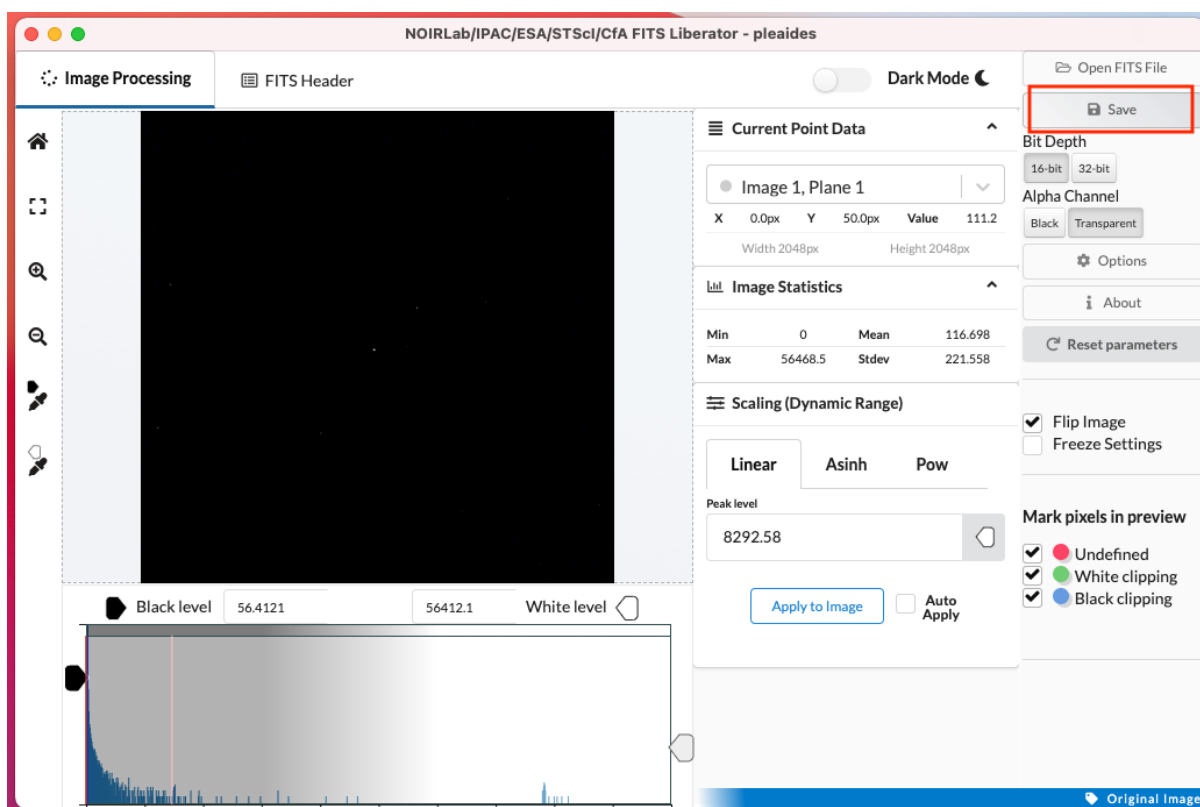 NOIRLab/IPAC/ESA/STScI/CfA FITS Liberator - pleaides
Image Processing
FITS Header
Dark Mode
Open FITS File
Save
Bit Depth
16-bit 32-bit
Alpha Channel
Black Transparent
Options
About
Reset parameters
Flip Image
Freeze Settings
Mark pixels in preview
Undefined
White clipping
Black clipping
Current Point Data
Image 1, Plane 1
X 0.0px Y 50.0px Value 111.2
Width 2048px Height 2048px
Image Statistics
Min 0 Mean 116.698
Max 56468.5 Stdev 221.558
Scaling (Dynamic Range)
Linear Asinh Pow
Peak level
8292.58
Apply to Image
Auto
Apply
Black level 56.4121 56412.1 White level
Original Image